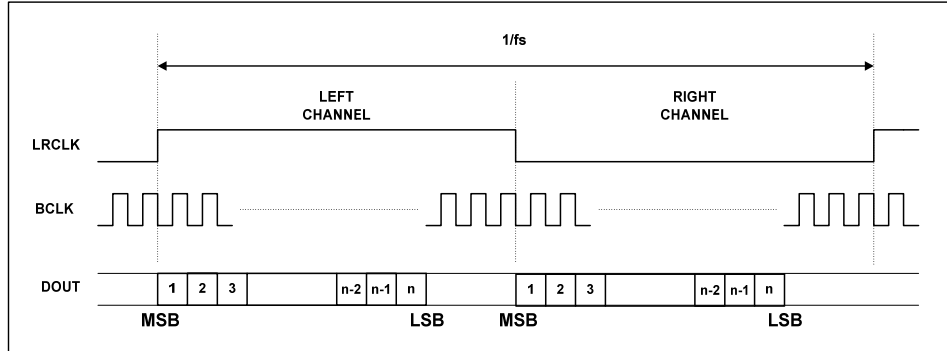 1/fs
LEFT
CHANNEL
RIGHT
CHANNEL
LRCLK
BCLK
DOUT
1 2 3 n-2 n-1 n 1 2 3 n-2 n-1 n
MSB LSB MSB LSB